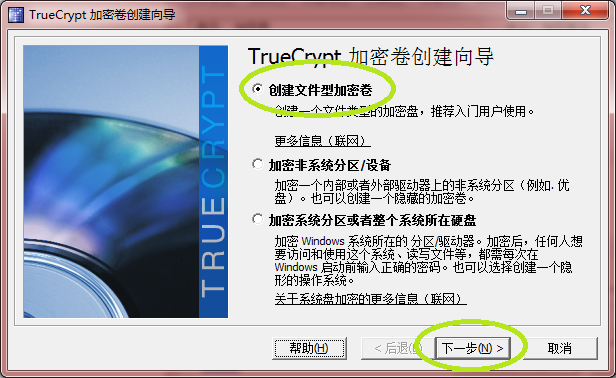 TrueCrypt 加密卷创建向导
TRUECRYPT
TrueCrypt 加密卷创建向导
创建文件型加密卷
创建一个文件类型的加密盘，推荐入门用户使用。
更多信息（联网）
加密非系统分区/设备
加密一个内部或者外部驱动器上的非系统分区（例如. 优
盘）。也可以创建一个隐藏的加密卷。
加密系统分区或者整个系统所在硬盘
加密 Windows 系统所在的 分区/驱动器。加密后，任何人想
要访问和使用这个系统、读写文件等，都需每次在
Windows 启动前输入正确的密码。也可以选择创建一个隐
形的操作系统。
关于系统盘加密的更多信息（联网）
帮助(H)
< 后退
下一步(N) >
取消